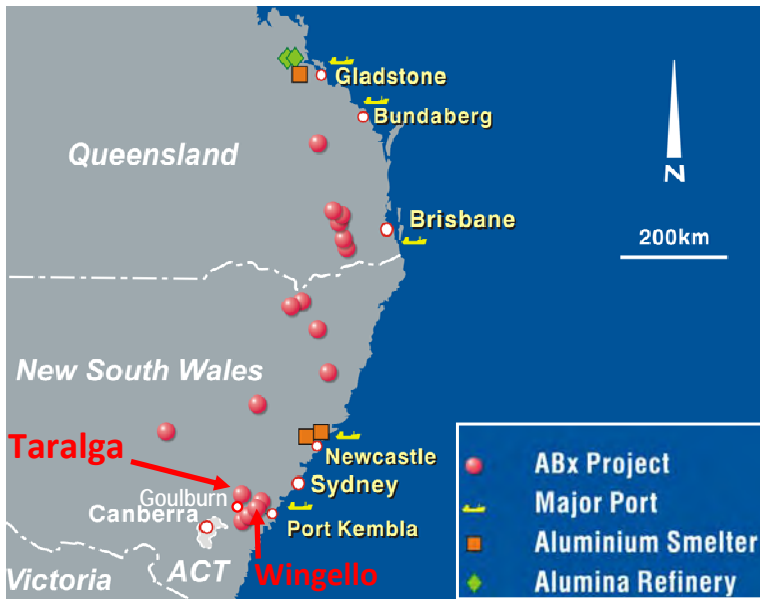 Gladstone
Bundaberg
Queensland
Brisbane
N
200km
New South Wales
Taralga
Newcastle
Sydney
Goulburn
Canberra
Port Kembla
ACT
Wingello
Victoria
ABx Project
Major Port
Aluminium Smelter
Alumina Refinery